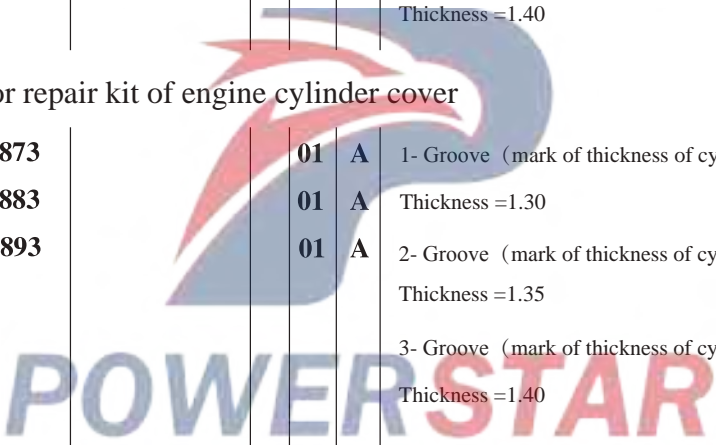 Thickness =1.40
or repair kit of engine cylinder cover
873 01 A 1- Groove（mark of thickness of cy
883 01 A Thickness =1.30
893 01 A 2- Groove（mark of thickness of cy
Thickness =1.35
3- Groove（mark of thickness of cy
Thickness =1.40
POWERSTAR